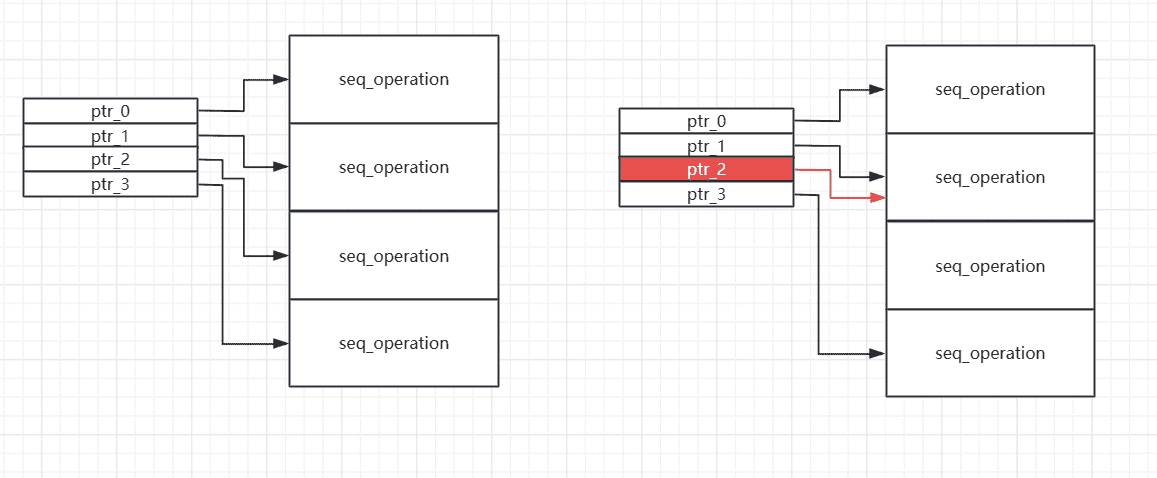 seq_operation
ptr_0
ptr_1
seq_operation
ptr_2
ptr_3
seq_operation
seq_operation
seq_operation
ptr_0
ptr_1
ptr_2
seq_operation
ptr_3
seq_operation
seq_operation